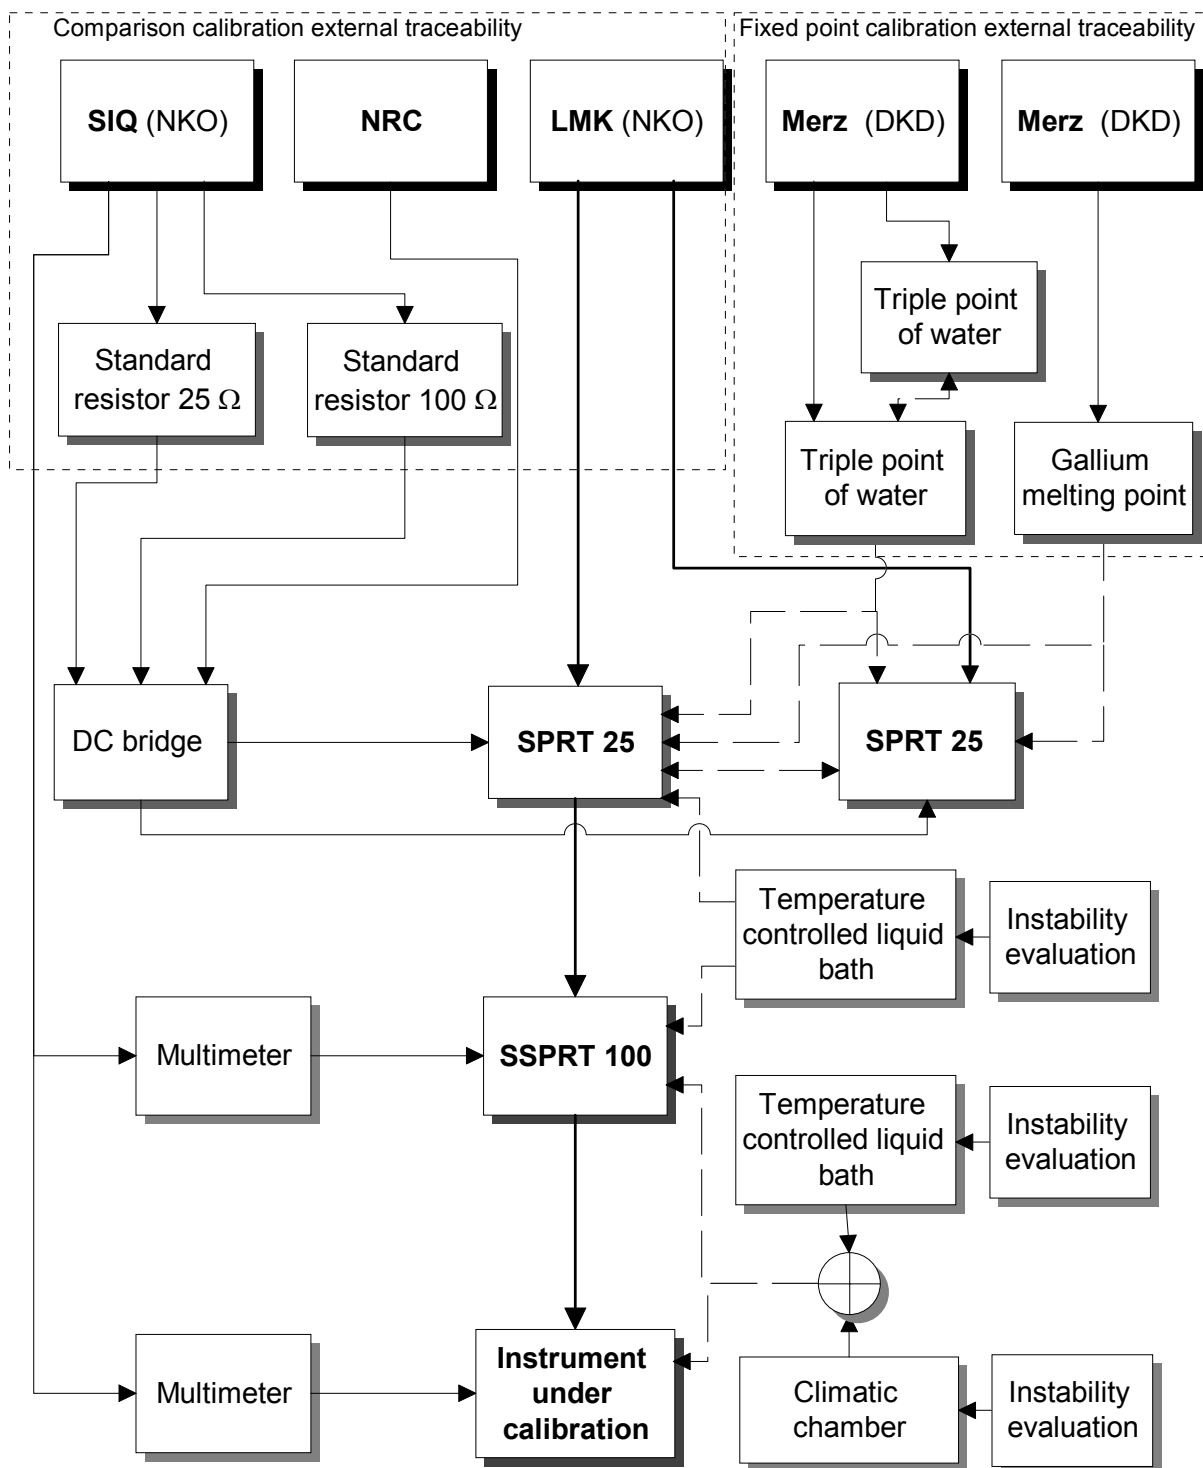 Comparison calibration external traceability
Fixed point calibration external traceability
SIQ (NKO)
NRC
LMK (NKO)
Merz (DKD)
Merz (DKD)
Triple point
of water
Standard
resistor 25 Ω
Standard
resistor 100 Ω
Triple point
of water
Gallium
melting point
DC bridge
SPRT 25
SPRT 25
Temperature
controlled liquid
bath
Instability
evaluation
Multimeter
SSPRT 100
Temperature
controlled liquid
bath
Instability
evaluation
Multimeter
Instrument
under
calibration
Climatic
chamber
Instability
evaluation